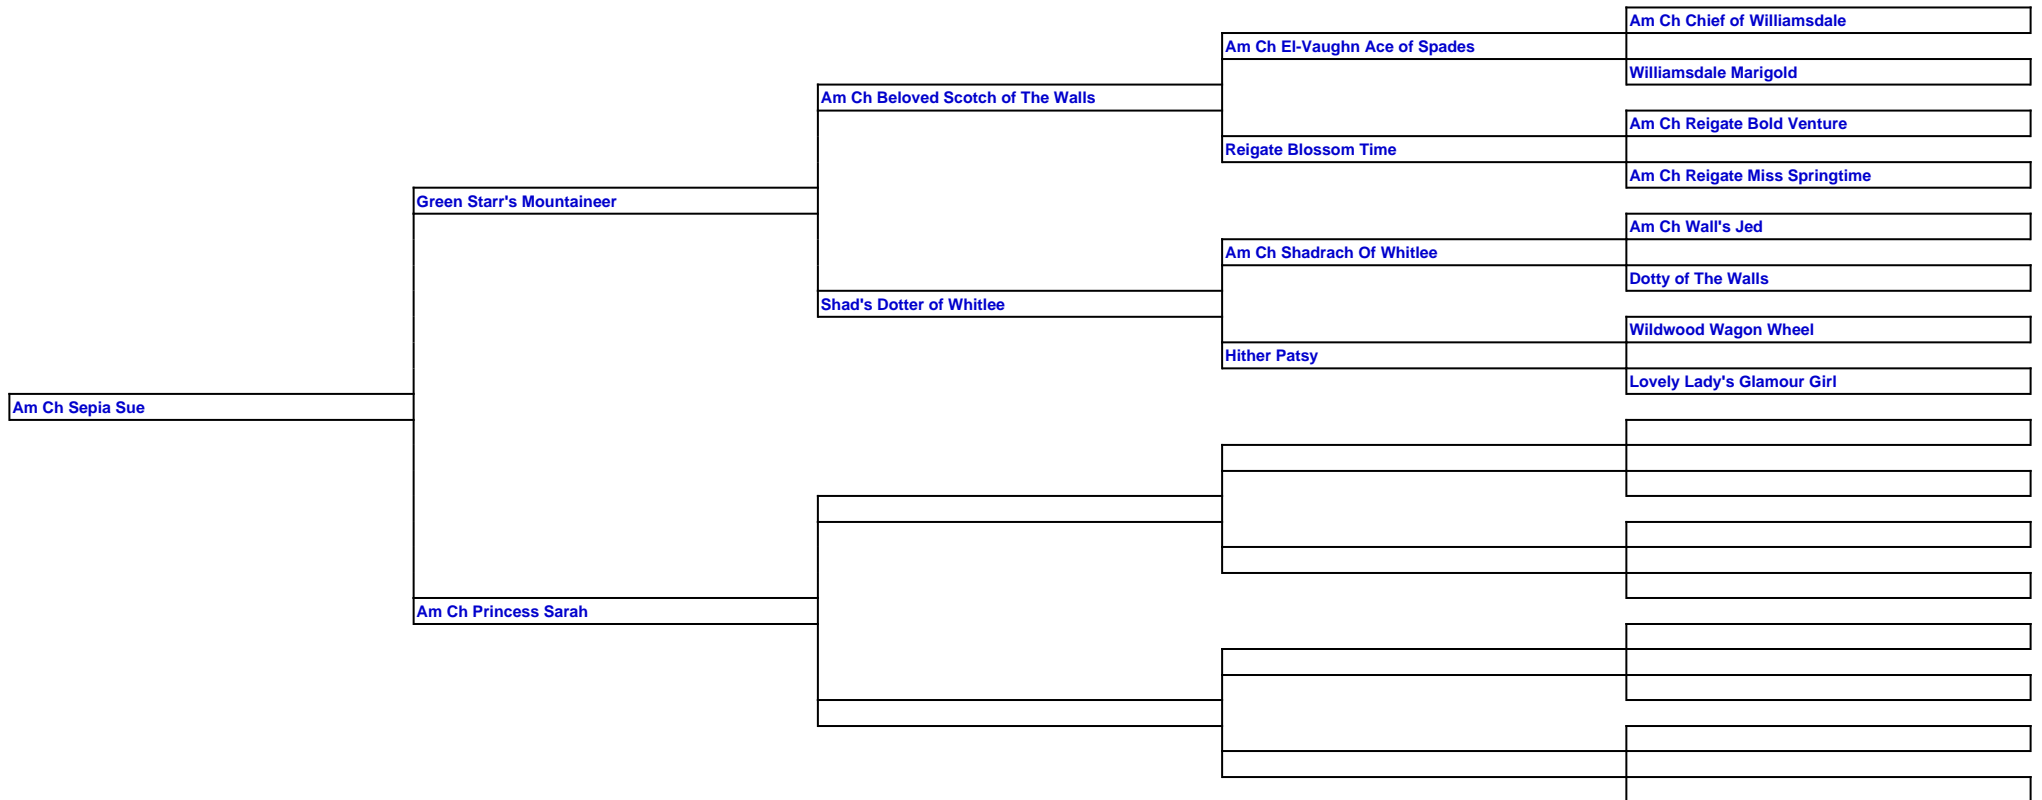 Am Ch Chief of Williamsdale
Am Ch El-Vaughn Ace of Spades
Williamsdale Marigold
Am Ch Beloved Scotch of The Walls
Am Ch Reigate Bold Venture
Reigate Blossom Time
Am Ch Reigate Miss Springtime
Green Starr's Mountaineer
Am Ch Wall's Jed
Am Ch Shadrach Of Whitlee
Dotty of The Walls
Shad's Dotter of Whitlee
Wildwood Wagon Wheel
Hither Patsy
Lovely Lady's Glamour Girl
Am Ch Sepia Sue
Am Ch Princess Sarah